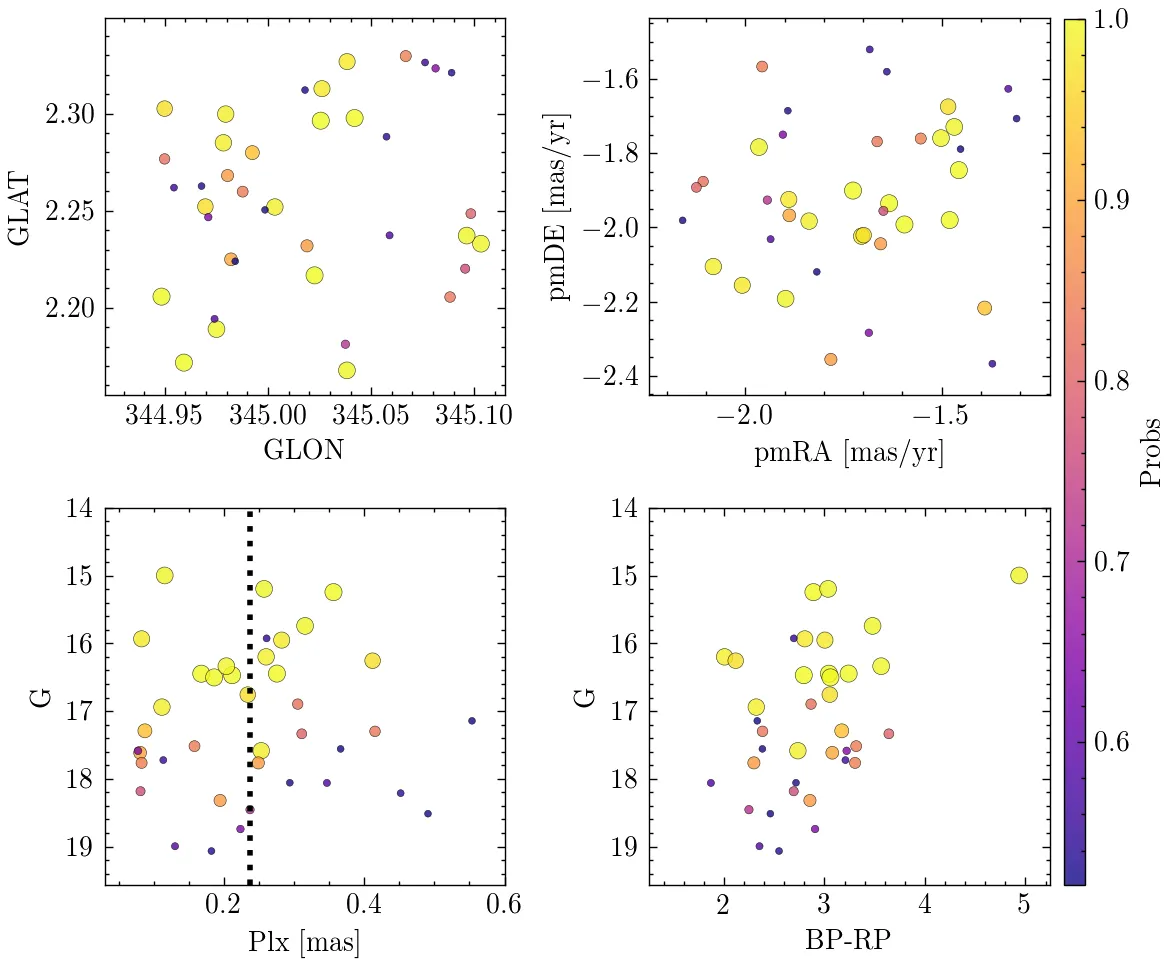 2.30
2.25
2.20
GLAT
344.95 345.00 345.05 345.10
GLON
−1.6
−1.8
−2.0
−2.2
−2.4
pmDE [mas/yr]
−2.0 −1.5
pmRA [mas/yr]
14
15
16
17
18
19
G
0.2 0.4 0.6
Plx [mas]
14
15
16
17
18
19
G
2 3 4 5
BP-RP
1.0
0.9
0.8
0.7
0.6
Probs